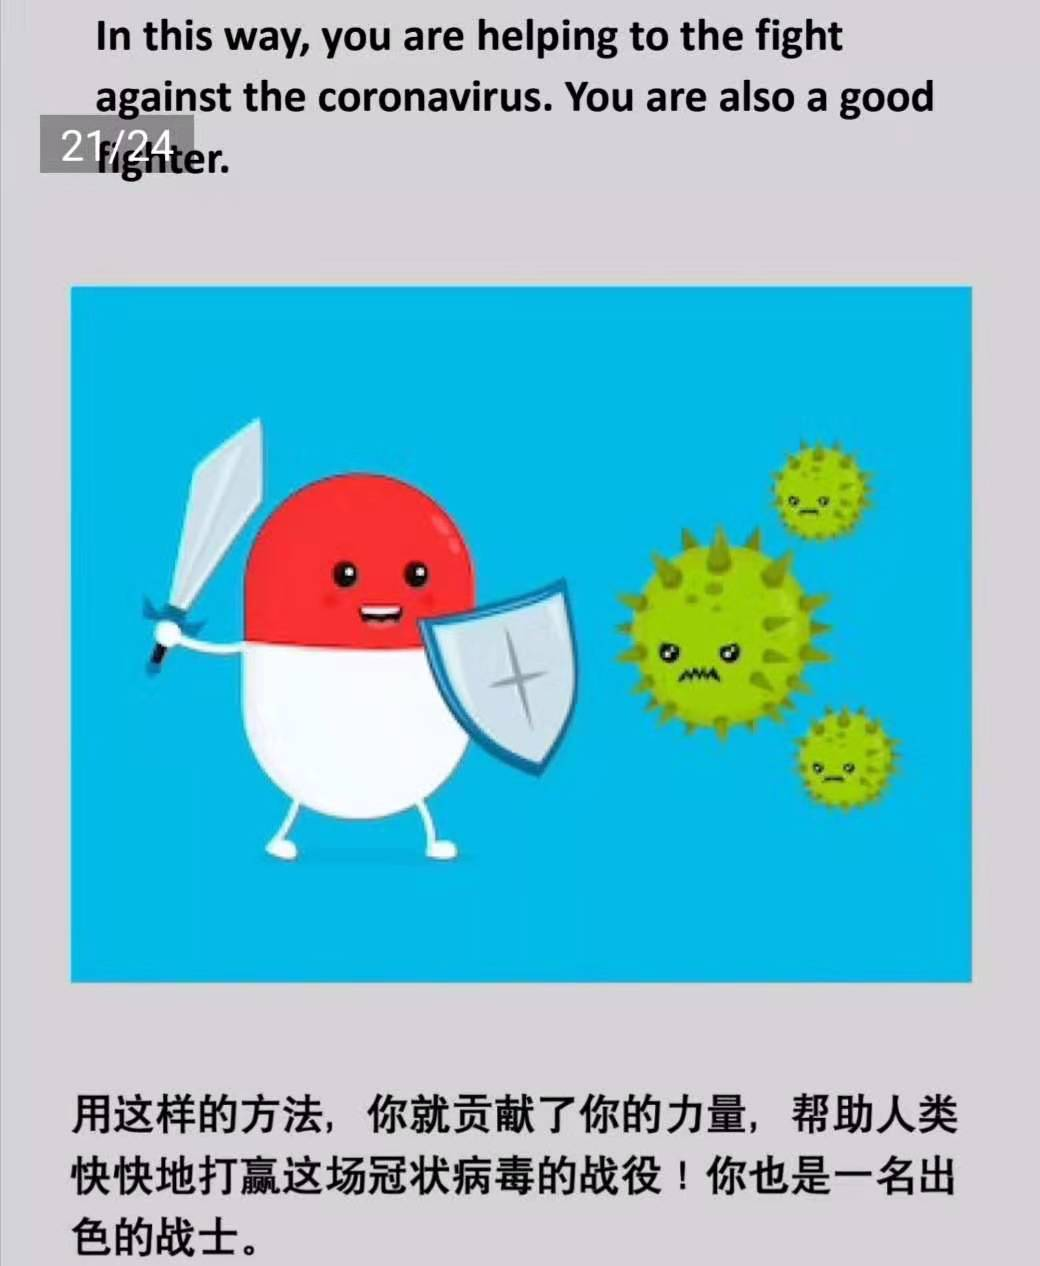 In this way, you are helping to the fight
against the coronavirus. You are also a good
21/24
fighter.
用这样的方法，你就贡献了你的力量，帮助人类
快快地打赢这场冠状病毒的战役！你也是一名出
色的战士。